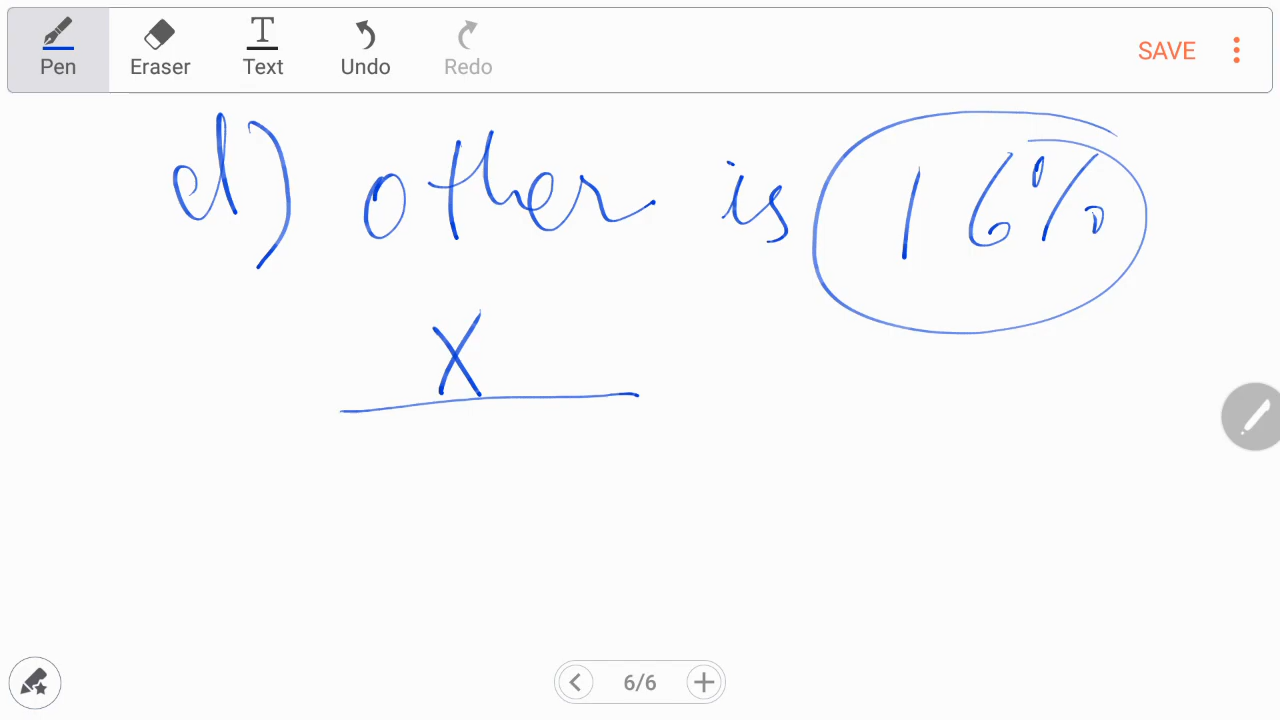 Pen Eraser Text Undo Redo SAVE
d) other is 16%
X
6/6